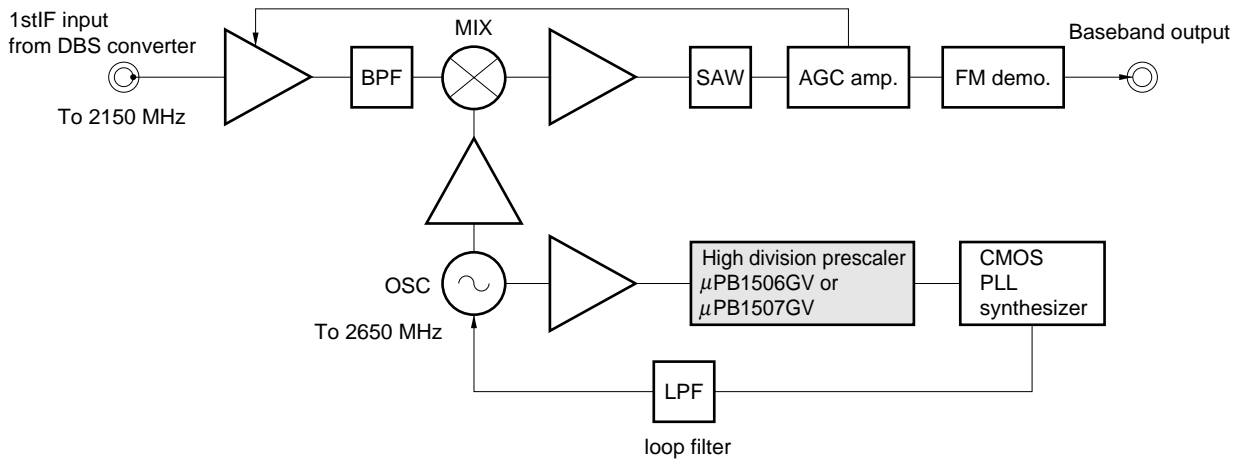 1stIF input
from DBS converter
To 2150 MHz
BPF
MIX
SAW
AGC amp.
FM demo.
Baseband output
OSC
To 2650 MHz
High division prescaler
µPB1506GV or
µPB1507GV
CMOS
PLL
synthesizer
LPF
loop filter